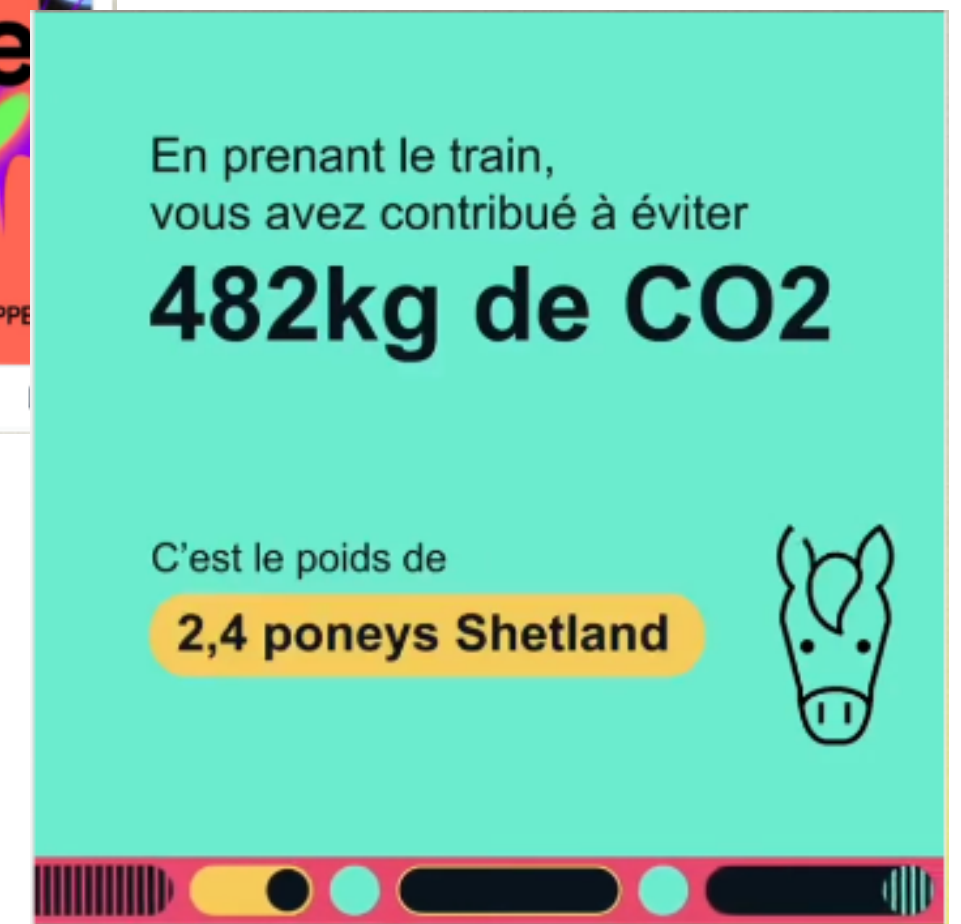 En prenant le train,
vous avez contribué à éviter
482kg de CO2
C'est le poids de
2,4 poneys Shetland